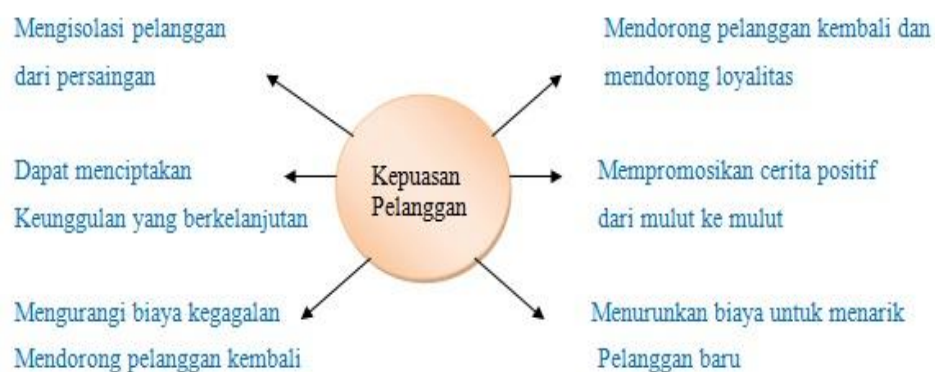 Mengisolasi pelanggan
dari persaingan
Mendorong pelanggan kembali dan
mendorong loyalitas
Dapat menciptakan
Keunggulan yang berkelanjutan
Kepuasan
Pelanggan
Mempromosikan cerita positif
dari mulut ke mulut
Mengurangi biaya kegagalan
Mendorong pelanggan kembali
Menurunkan biaya untuk menarik
Pelanggan baru